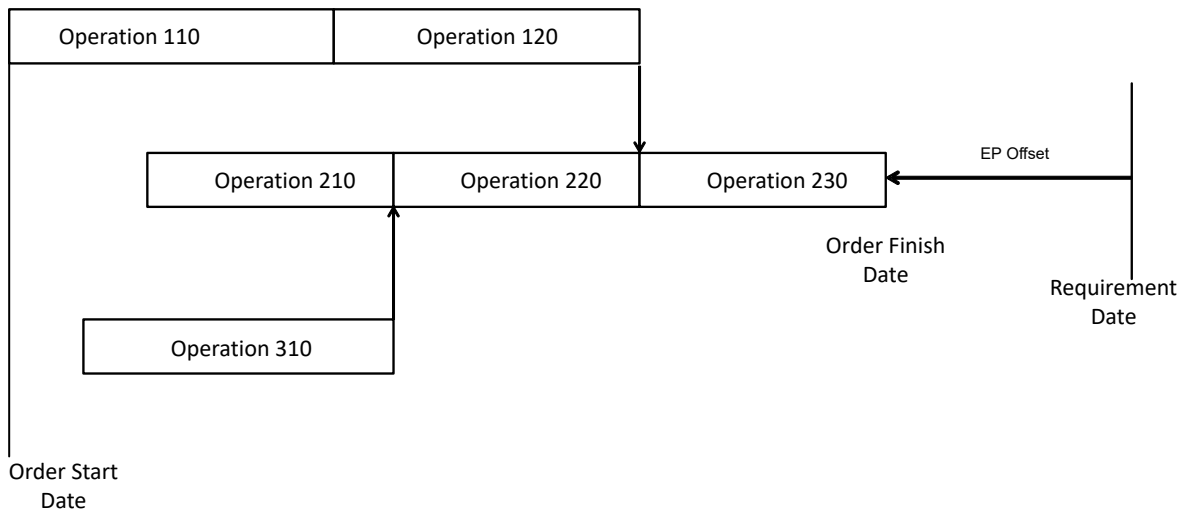 Operation 110
Operation 120
EP Offset
Operation 210
Operation 220
Operation 230
Order Finish
Date
Requirement
Date
Operation 310
Order Start
Date